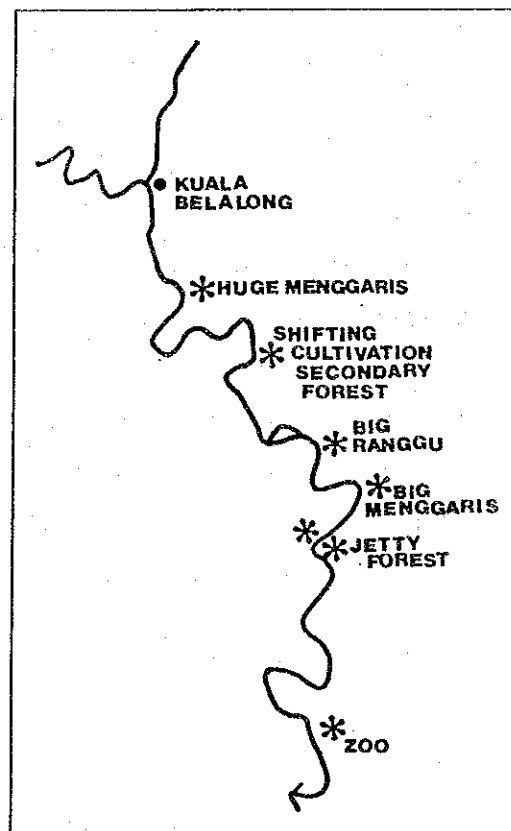 KUALA
BELALONG
HUGE MENGGARIS
SHIFTING
CULTIVATION
SECONDARY
FOREST
BIG
RANGGU
BIG
MENGGARIS
JETTY
FOREST
ZOO